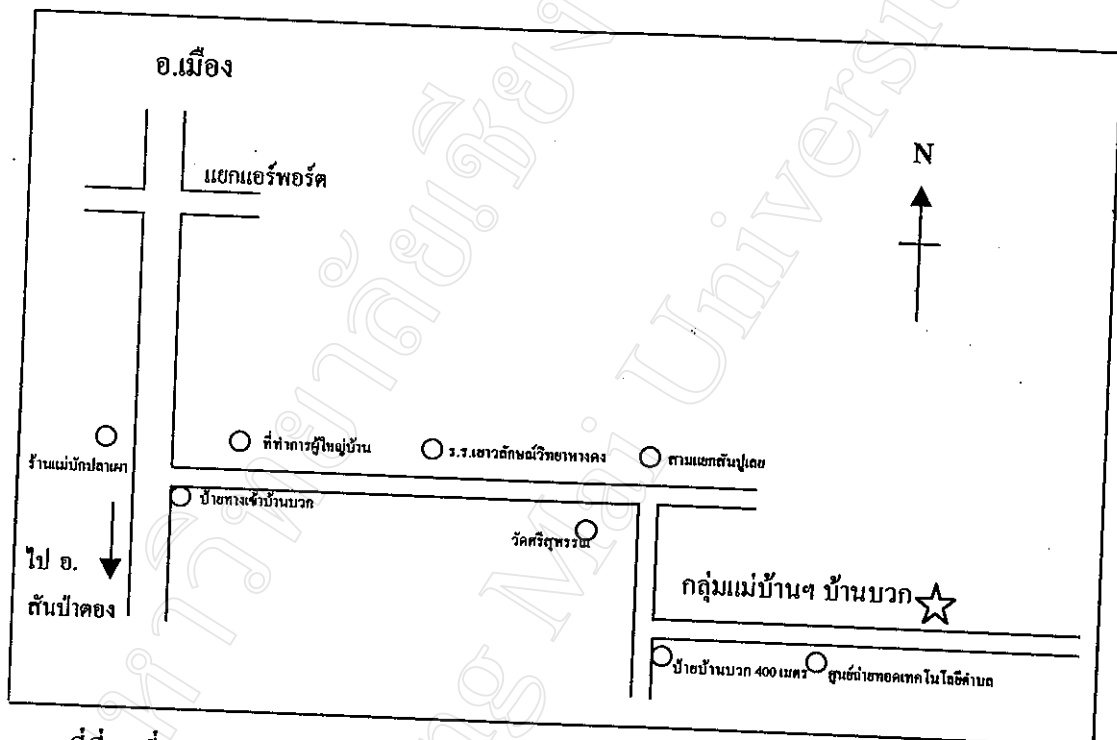 อ.เมือง
แยกแอร์พอร์ต
N
ที่ทำการผู้ใหญ่บ้าน
ร.ร.เยาวลักษณ์วิทยาหางดง
สามแยกสันปูเลย
ร้านแม่บักปลาเผา
ป้ายทางเข้าบ้านบวก
วัดศรีสุพรรณ
ไป อ.
สันป่าตอง
กลุ่มแม่บ้านฯ บ้านบวก
ป้ายบ้านบวก 400 เมตร
ศูนย์ถ่ายทอดเทคโนโลยีตำบล
ng Mai Universi